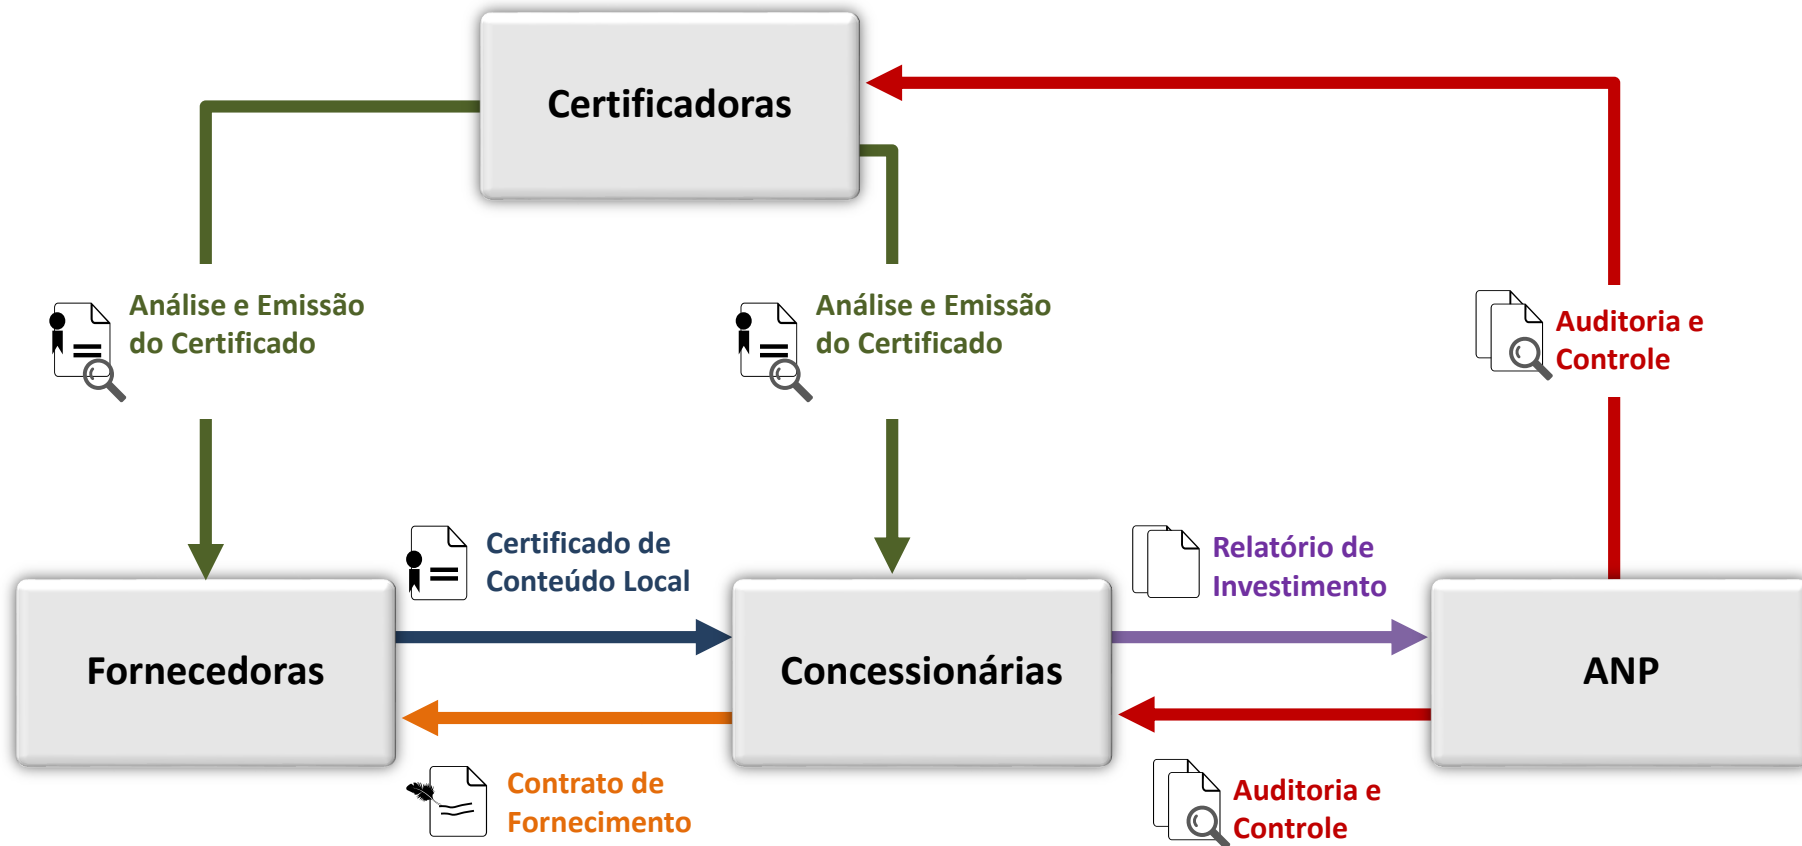 Certificadoras
Análise e Emissão
do Certificado
Análise e Emissão
do Certificado
Auditoria e
Controle
Certificado de
Conteúdo Local
Relatório de
Investimento
Fornecedoras
Concessionárias
ANP
Contrato de
Fornecimento
Auditoria e
Controle